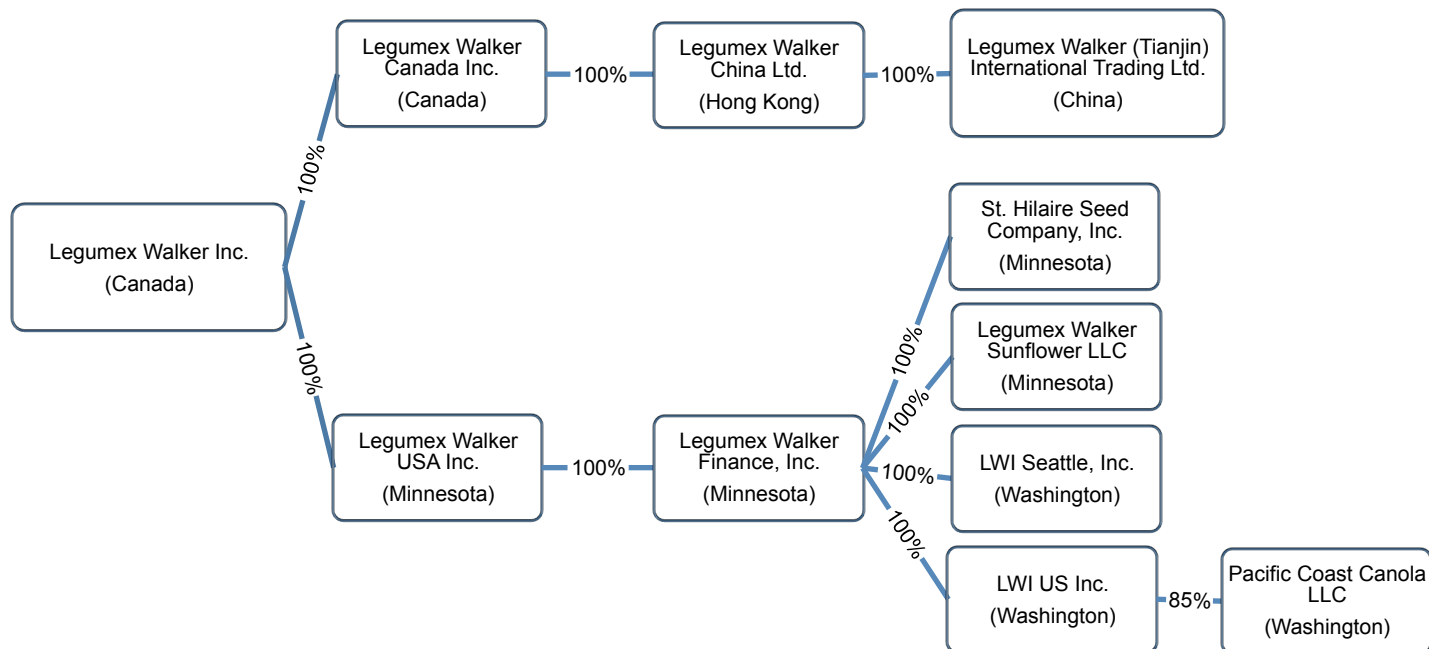 Legumex Walker
Canada Inc.
(Canada)
100%
Legumex Walker
China Ltd.
(Hong Kong)
100%
Legumex Walker (Tianjin)
International Trading Ltd.
(China)
100%
Legumex Walker Inc.
(Canada)
100%
Legumex Walker
USA Inc.
(Minnesota)
100%
Legumex Walker
Finance, Inc.
(Minnesota)
100%
St. Hilaire Seed
Company, Inc.
(Minnesota)
100%
Legumex Walker
Sunflower LLC
(Minnesota)
100%
LWI Seattle, Inc.
(Washington)
100%
LWI US Inc.
(Washington)
85%
Pacific Coast Canola
LLC
(Washington)